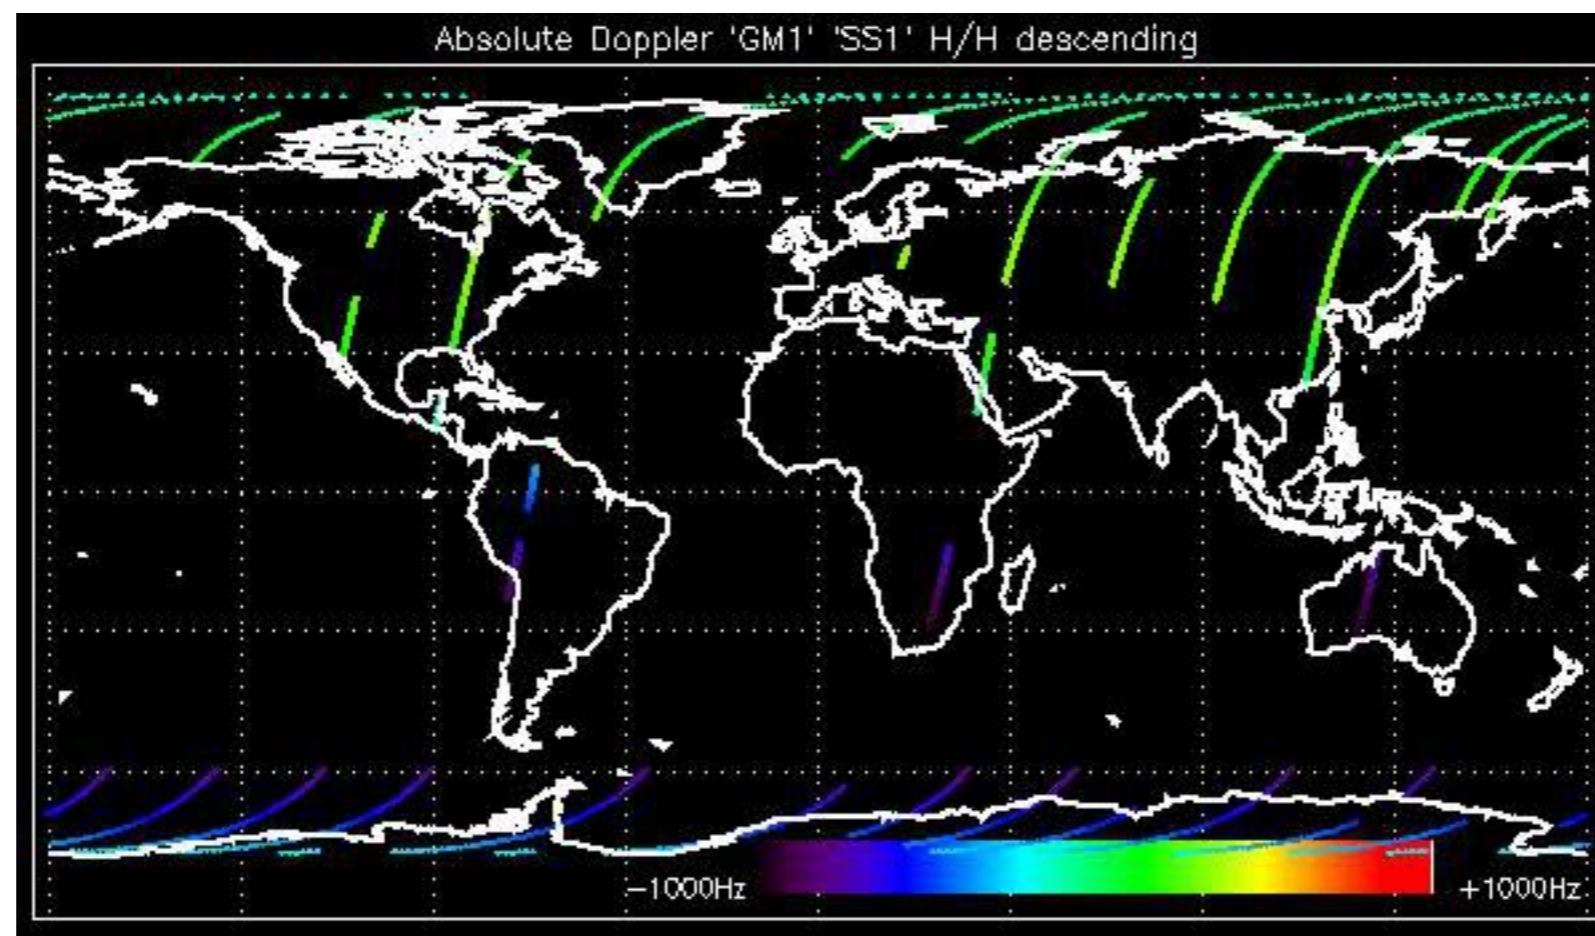 Absolute Doppler 'GM1' 'SS1' H/H descending
-1000Hz
+1000Hz